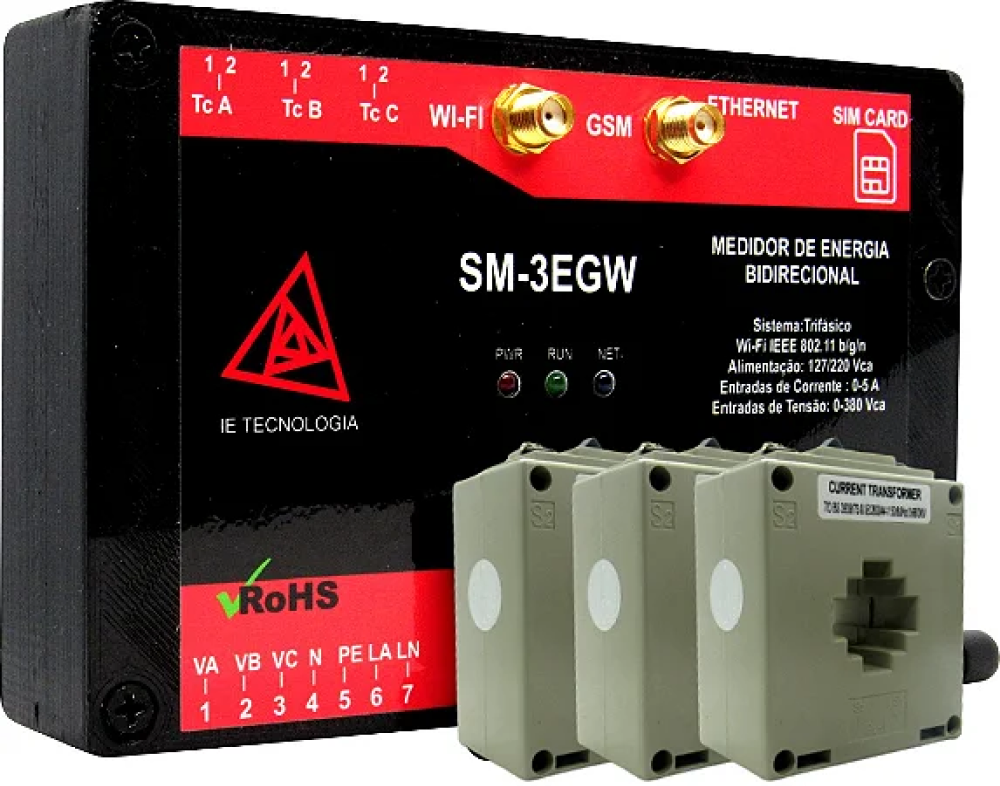 1 2 1 2 1 2
Tc A Tc B Tc C
WI-FI GSM ETHERNET SIM CARD
SM-3EGW
MEDIDOR DE ENERGIA
BIDIRECIONAL
Sistema:Trifásico
Wi-Fi IEEE 802.11 b/g/n
Alimentação: 127/220 Vca
Entradas de Corrente : 0-5 A
Entradas de Tensão: 0-380 Vca
PWR RUN NET
IE TECNOLOGIA
S2 S2 S2
CURRENT TRANSFORMER
RoHS
VA VB VC N PE LA LN
1 2 3 4 5 6 7